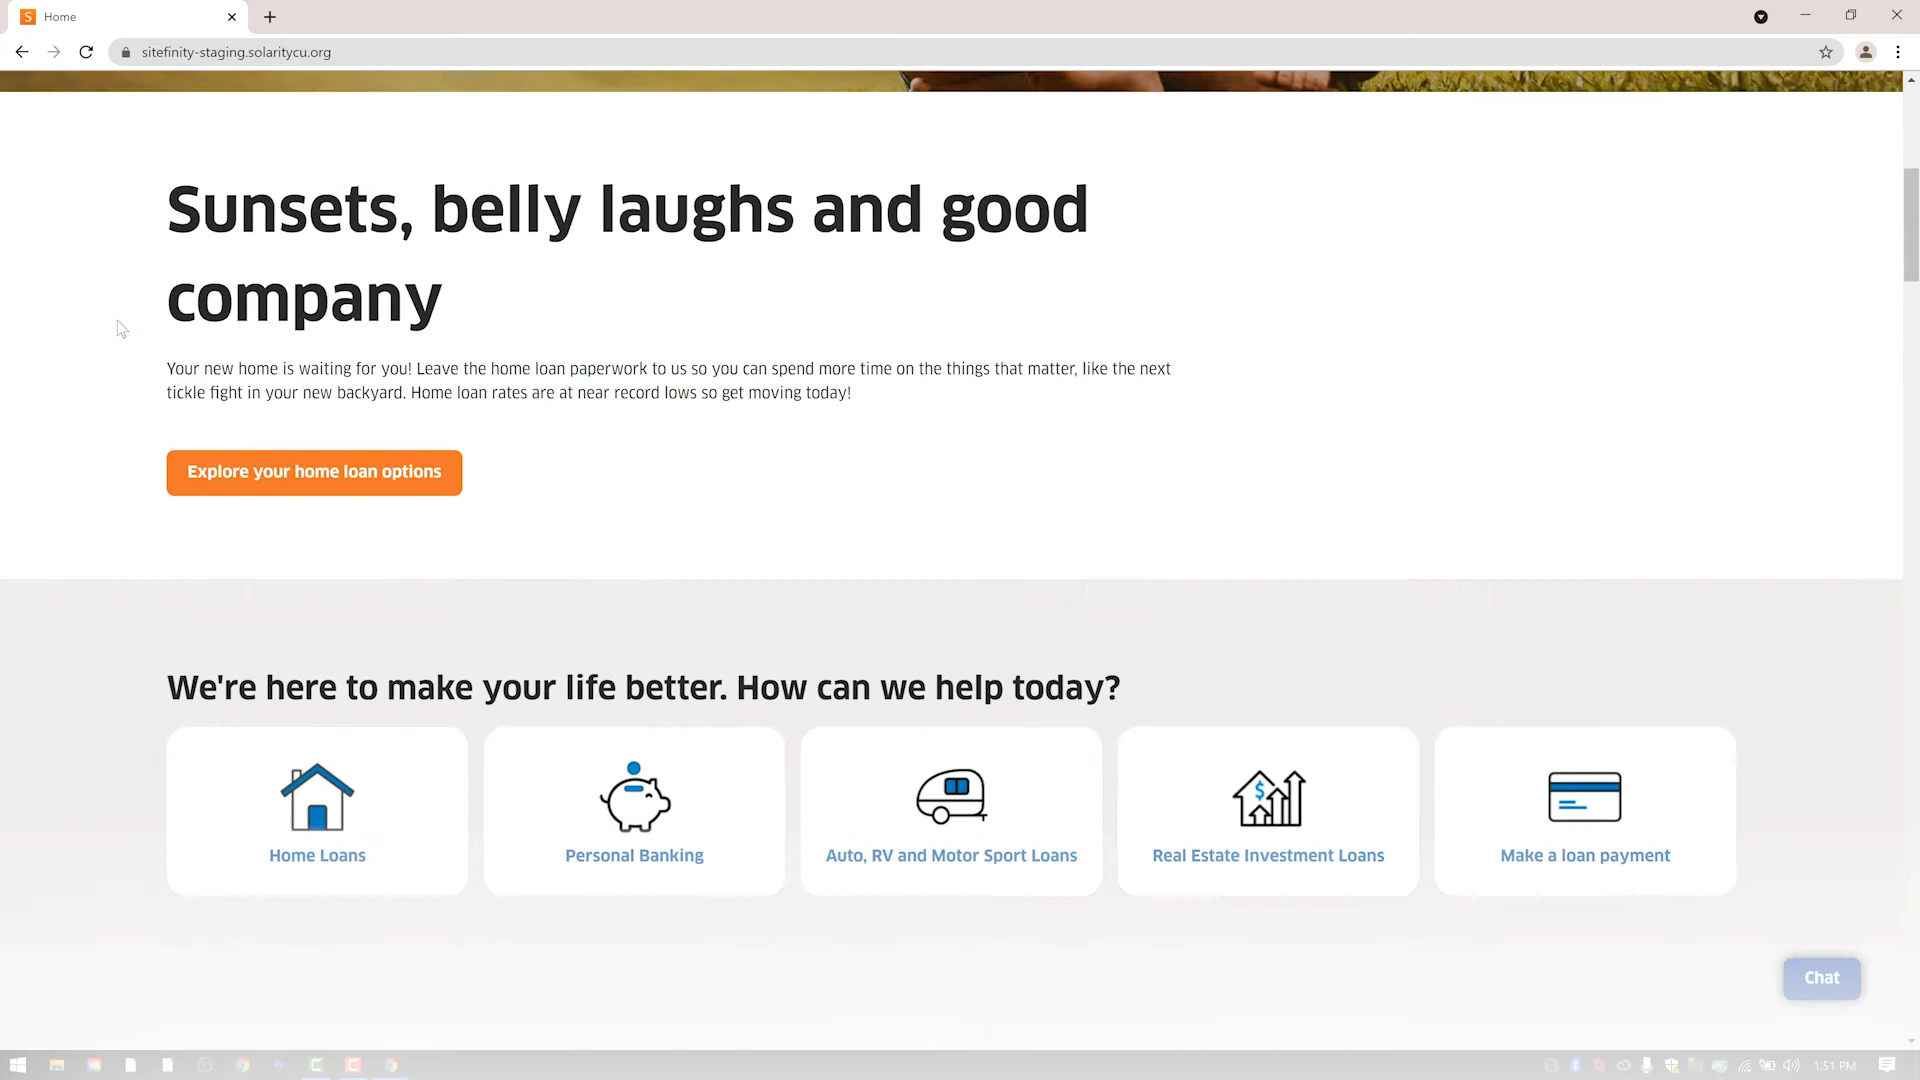 S Home
sitefinity-staging.solaritycu.org
Sunsets, belly laughs and good
company
Your new home is waiting for you! Leave the home loan paperwork to us so you can spend more time on the things that matter, like the next
tickle fight in your new backyard. Home loan rates are at near record lows so get moving today!
Explore your home loan options
We're here to make your life better. How can we help today?
$
Home Loans
Personal Banking
Auto, RV and Motor Sport Loans
Real Estate Investment Loans
Make a loan payment
Chat
1:51 PM